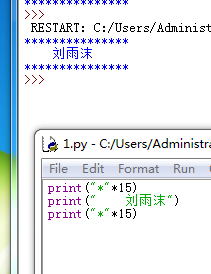 ***************
>>>
RESTART: C:/Users/Administ
***************
    刘雨沫
***************
>>>
1.py - C:/Users/Administra
File Edit Format Run O
print("*"*15)
print("    刘雨沫")
print("*"*15)